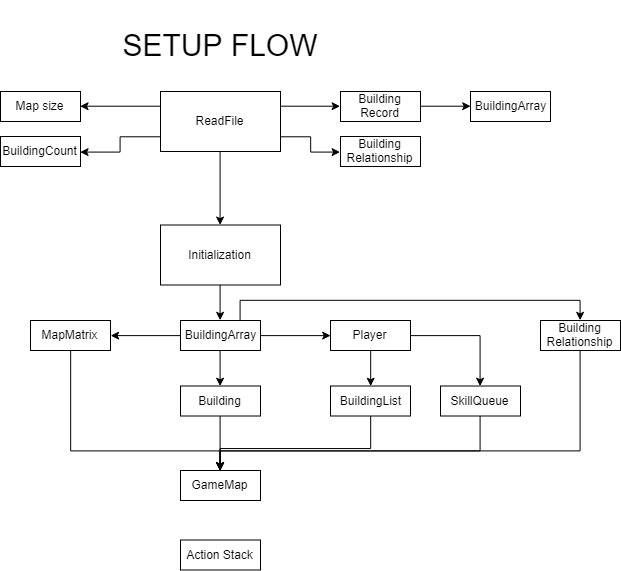 SETUP FLOW
Map size
ReadFile
Building
Record
BuildingArray
BuildingCount
Building
Relationship
Initialization
MapMatrix
BuildingArray
Player
Building
Relationship
Building
BuildingList
SkillQueue
GameMap
Action Stack